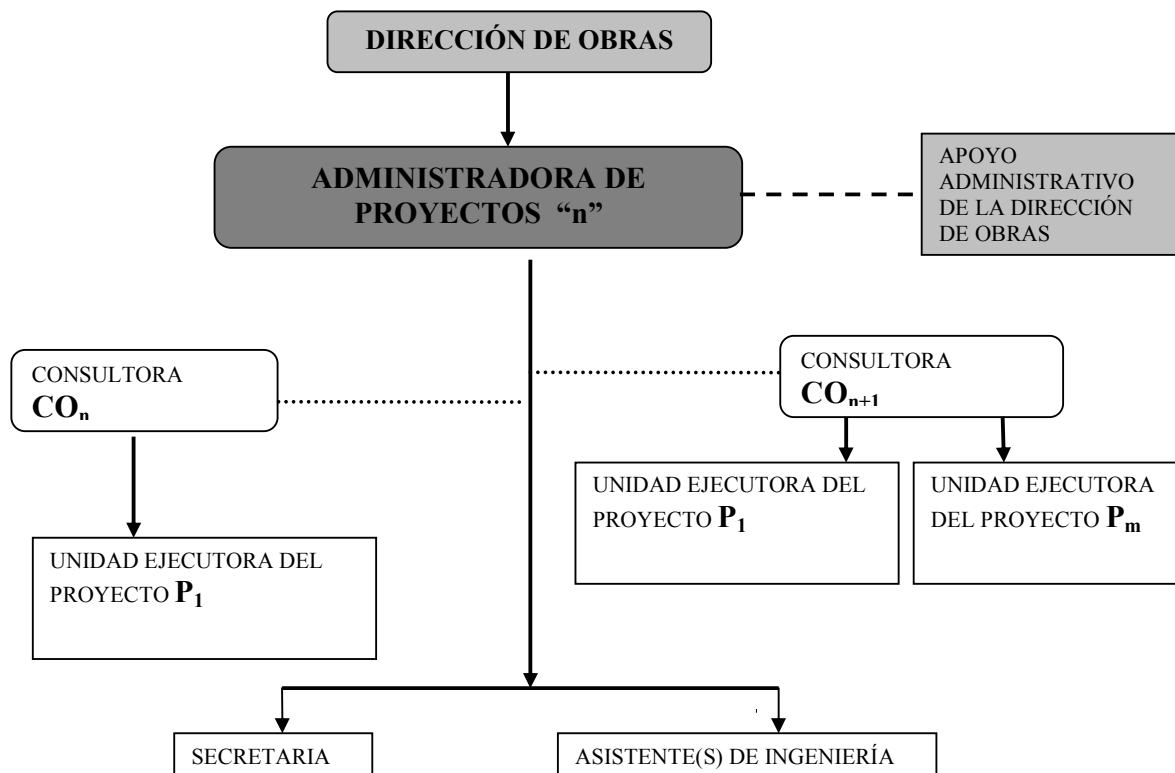 DIRECCIÓN DE OBRAS
ADMINISTRADORA DE
PROYECTOS “n”
APOYO
ADMINISTRATIVO
DE LA DIRECCIÓN
DE OBRAS
CONSULTORA
COn
CONSULTORA
COn+1
UNIDAD EJECUTORA DEL
PROYECTO P1
UNIDAD EJECUTORA
DEL PROYECTO Pm
UNIDAD EJECUTORA DEL
PROYECTO P1
SECRETARIA
ASISTENTE(S) DE INGENIERÍA